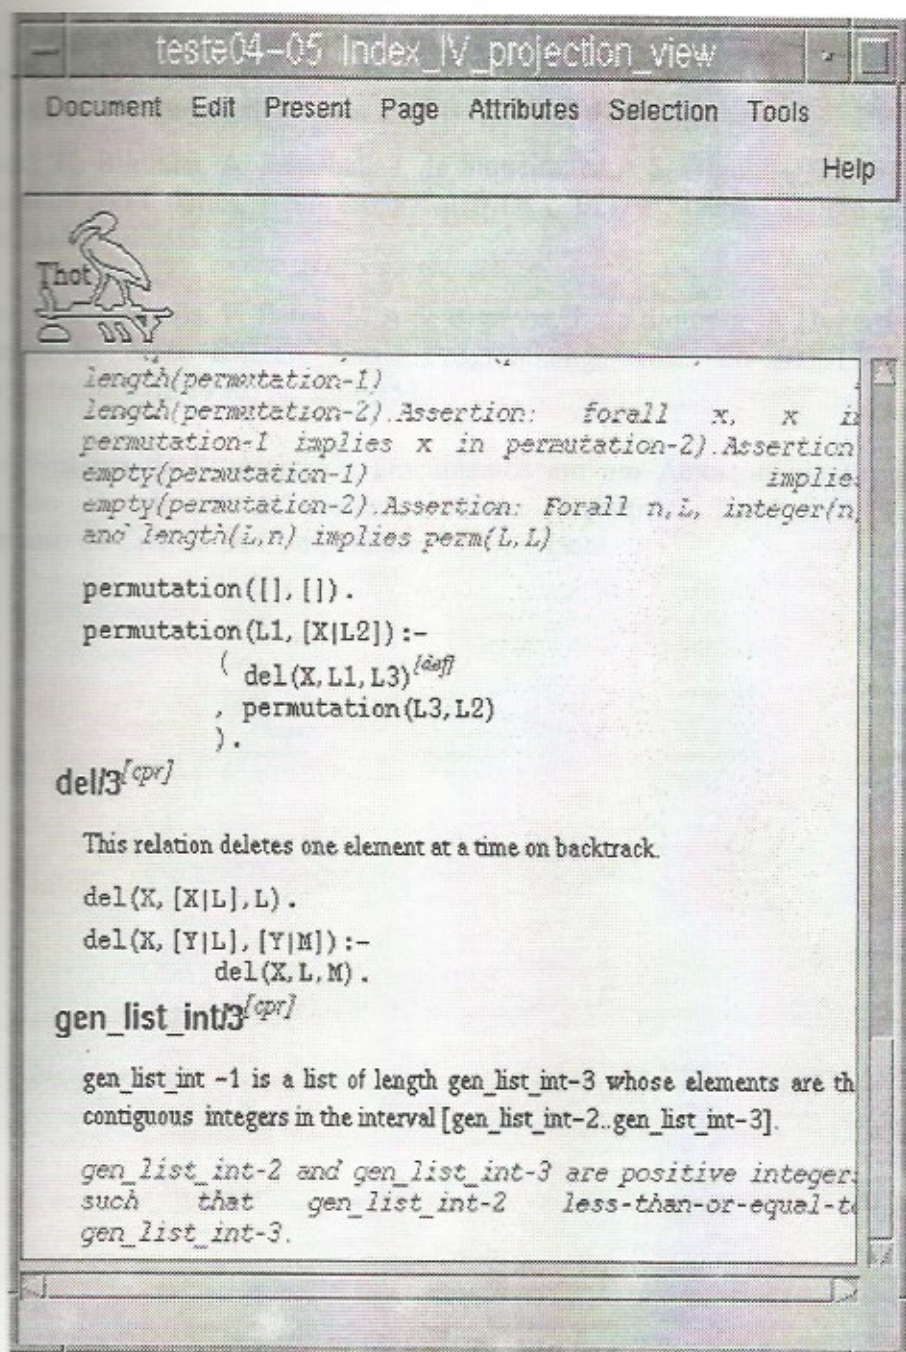 teste04-05 Index_IV_projection_view
Document Edit Present Page Attributes Selection Tools
Help
Thot
length(permutation-1)
length(permutation-2).Assertion: forall x, x in
permutation-1 implies x in permutation-2).Assertion
empty(permutation-1) implies
empty(permutation-2).Assertion: Forall n,L, integer(n,
and length(L,n) implies perm(L,L)
permutation([],[]).
permutation(L1,[X|L2]):-
( del(X,L1,L3)[def]
, permutation(L3,L2)
).
del/3[cpr]
This relation deletes one element at a time on backtrack.
del(X,[X|L],L).
del(X,[Y|L],[Y|M]):-
del(X,L,M).
gen_list_int/3[cpr]
gen_list_int -1 is a list of length gen_list_int-3 whose elements are th
contiguous integers in the interval [gen_list_int-2..gen_list_int-3].
gen_list_int-2 and gen_list_int-3 are positive integer
such that gen_list_int-2 less-than-or-equal-to
gen_list_int-3.